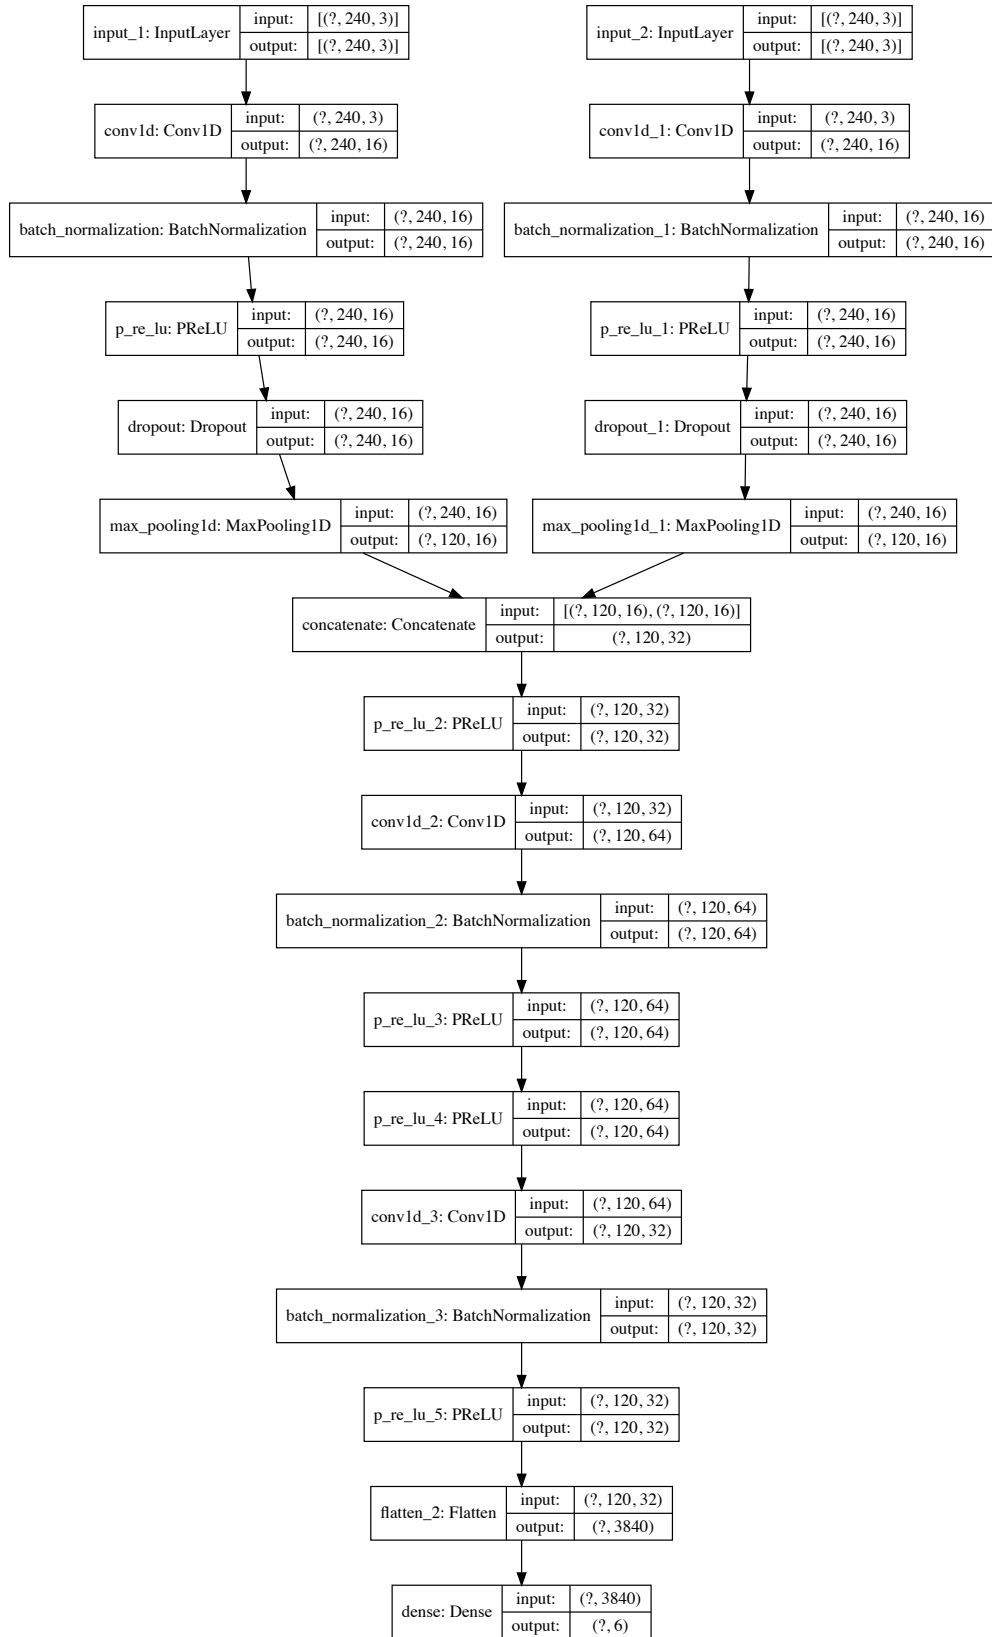 input_1: InputLayer input: [(?, 240, 3)]
output: [(?, 240, 3)]
input_2: InputLayer input: [(?, 240, 3)]
output: [(?, 240, 3)]
conv1d: Conv1D input: (?, 240, 3)
output: (?, 240, 16)
conv1d_1: Conv1D input: (?, 240, 3)
output: (?, 240, 16)
batch_normalization: BatchNormalization input: (?, 240, 16)
output: (?, 240, 16)
batch_normalization_1: BatchNormalization input: (?, 240, 16)
output: (?, 240, 16)
p_re_lu: PReLU input: (?, 240, 16)
output: (?, 240, 16)
p_re_lu_1: PReLU input: (?, 240, 16)
output: (?, 240, 16)
dropout: Dropout input: (?, 240, 16)
output: (?, 240, 16)
dropout_1: Dropout input: (?, 240, 16)
output: (?, 240, 16)
max_pooling1d: MaxPooling1D input: (?, 240, 16)
output: (?, 120, 16)
max_pooling1d_1: MaxPooling1D input: (?, 240, 16)
output: (?, 120, 16)
concatenate: Concatenate input: [(?, 120, 16), (?, 120, 16)]
output: (?, 120, 32)
p_re_lu_2: PReLU input: (?, 120, 32)
output: (?, 120, 32)
conv1d_2: Conv1D input: (?, 120, 32)
output: (?, 120, 64)
batch_normalization_2: BatchNormalization input: (?, 120, 64)
output: (?, 120, 64)
p_re_lu_3: PReLU input: (?, 120, 64)
output: (?, 120, 64)
p_re_lu_4: PReLU input: (?, 120, 64)
output: (?, 120, 64)
conv1d_3: Conv1D input: (?, 120, 64)
output: (?, 120, 32)
batch_normalization_3: BatchNormalization input: (?, 120, 32)
output: (?, 120, 32)
p_re_lu_5: PReLU input: (?, 120, 32)
output: (?, 120, 32)
flatten_2: Flatten input: (?, 120, 32)
output: (?, 3840)
dense: Dense input: (?, 3840)
output: (?, 6)